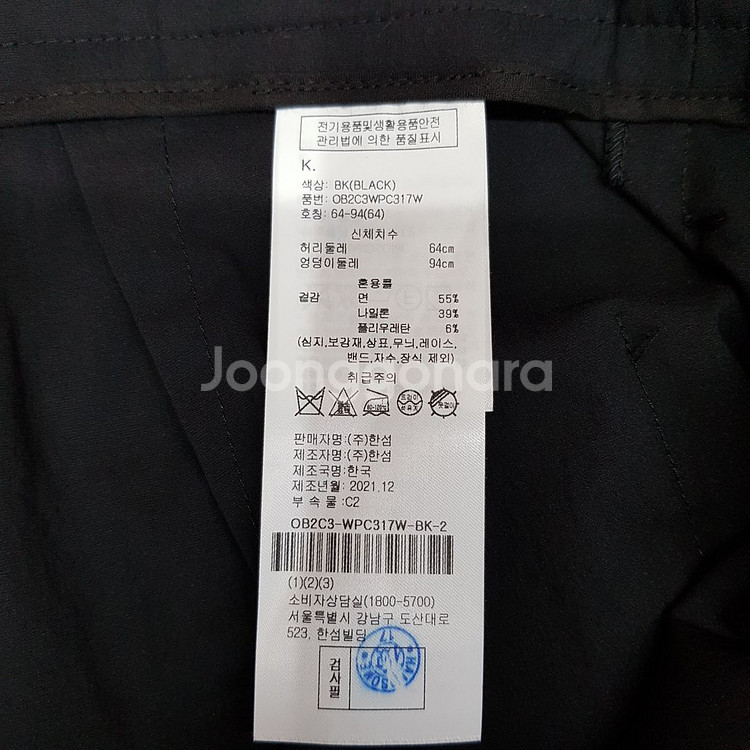 전기용품및생활용품안전
관리법에 의한 품질표시
K.
색상: BK(BLACK)
품번: OB2C3WPC317W
호칭: 64-94(64)
신체치수
허리둘레 64cm
엉덩이둘레 94cm
혼용률
겉감 면 55%
나일론 39%
폴리우레탄 6%
(심지,보강재,상표,무늬,레이스,
밴드,자수,장식 제외)
Joonggonara
취급주의
판매자명:(주)한섬
제조자명:(주)한섬
제조국명:한국
제조년월: 2021.12
부 속 물:C2
OB2C3-WPC317W-BK-2
(1)(2)(3)
소비자상담실(1800-5700)
서울특별시 강남구 도산대로
523, 한섬빌딩
17
검사필